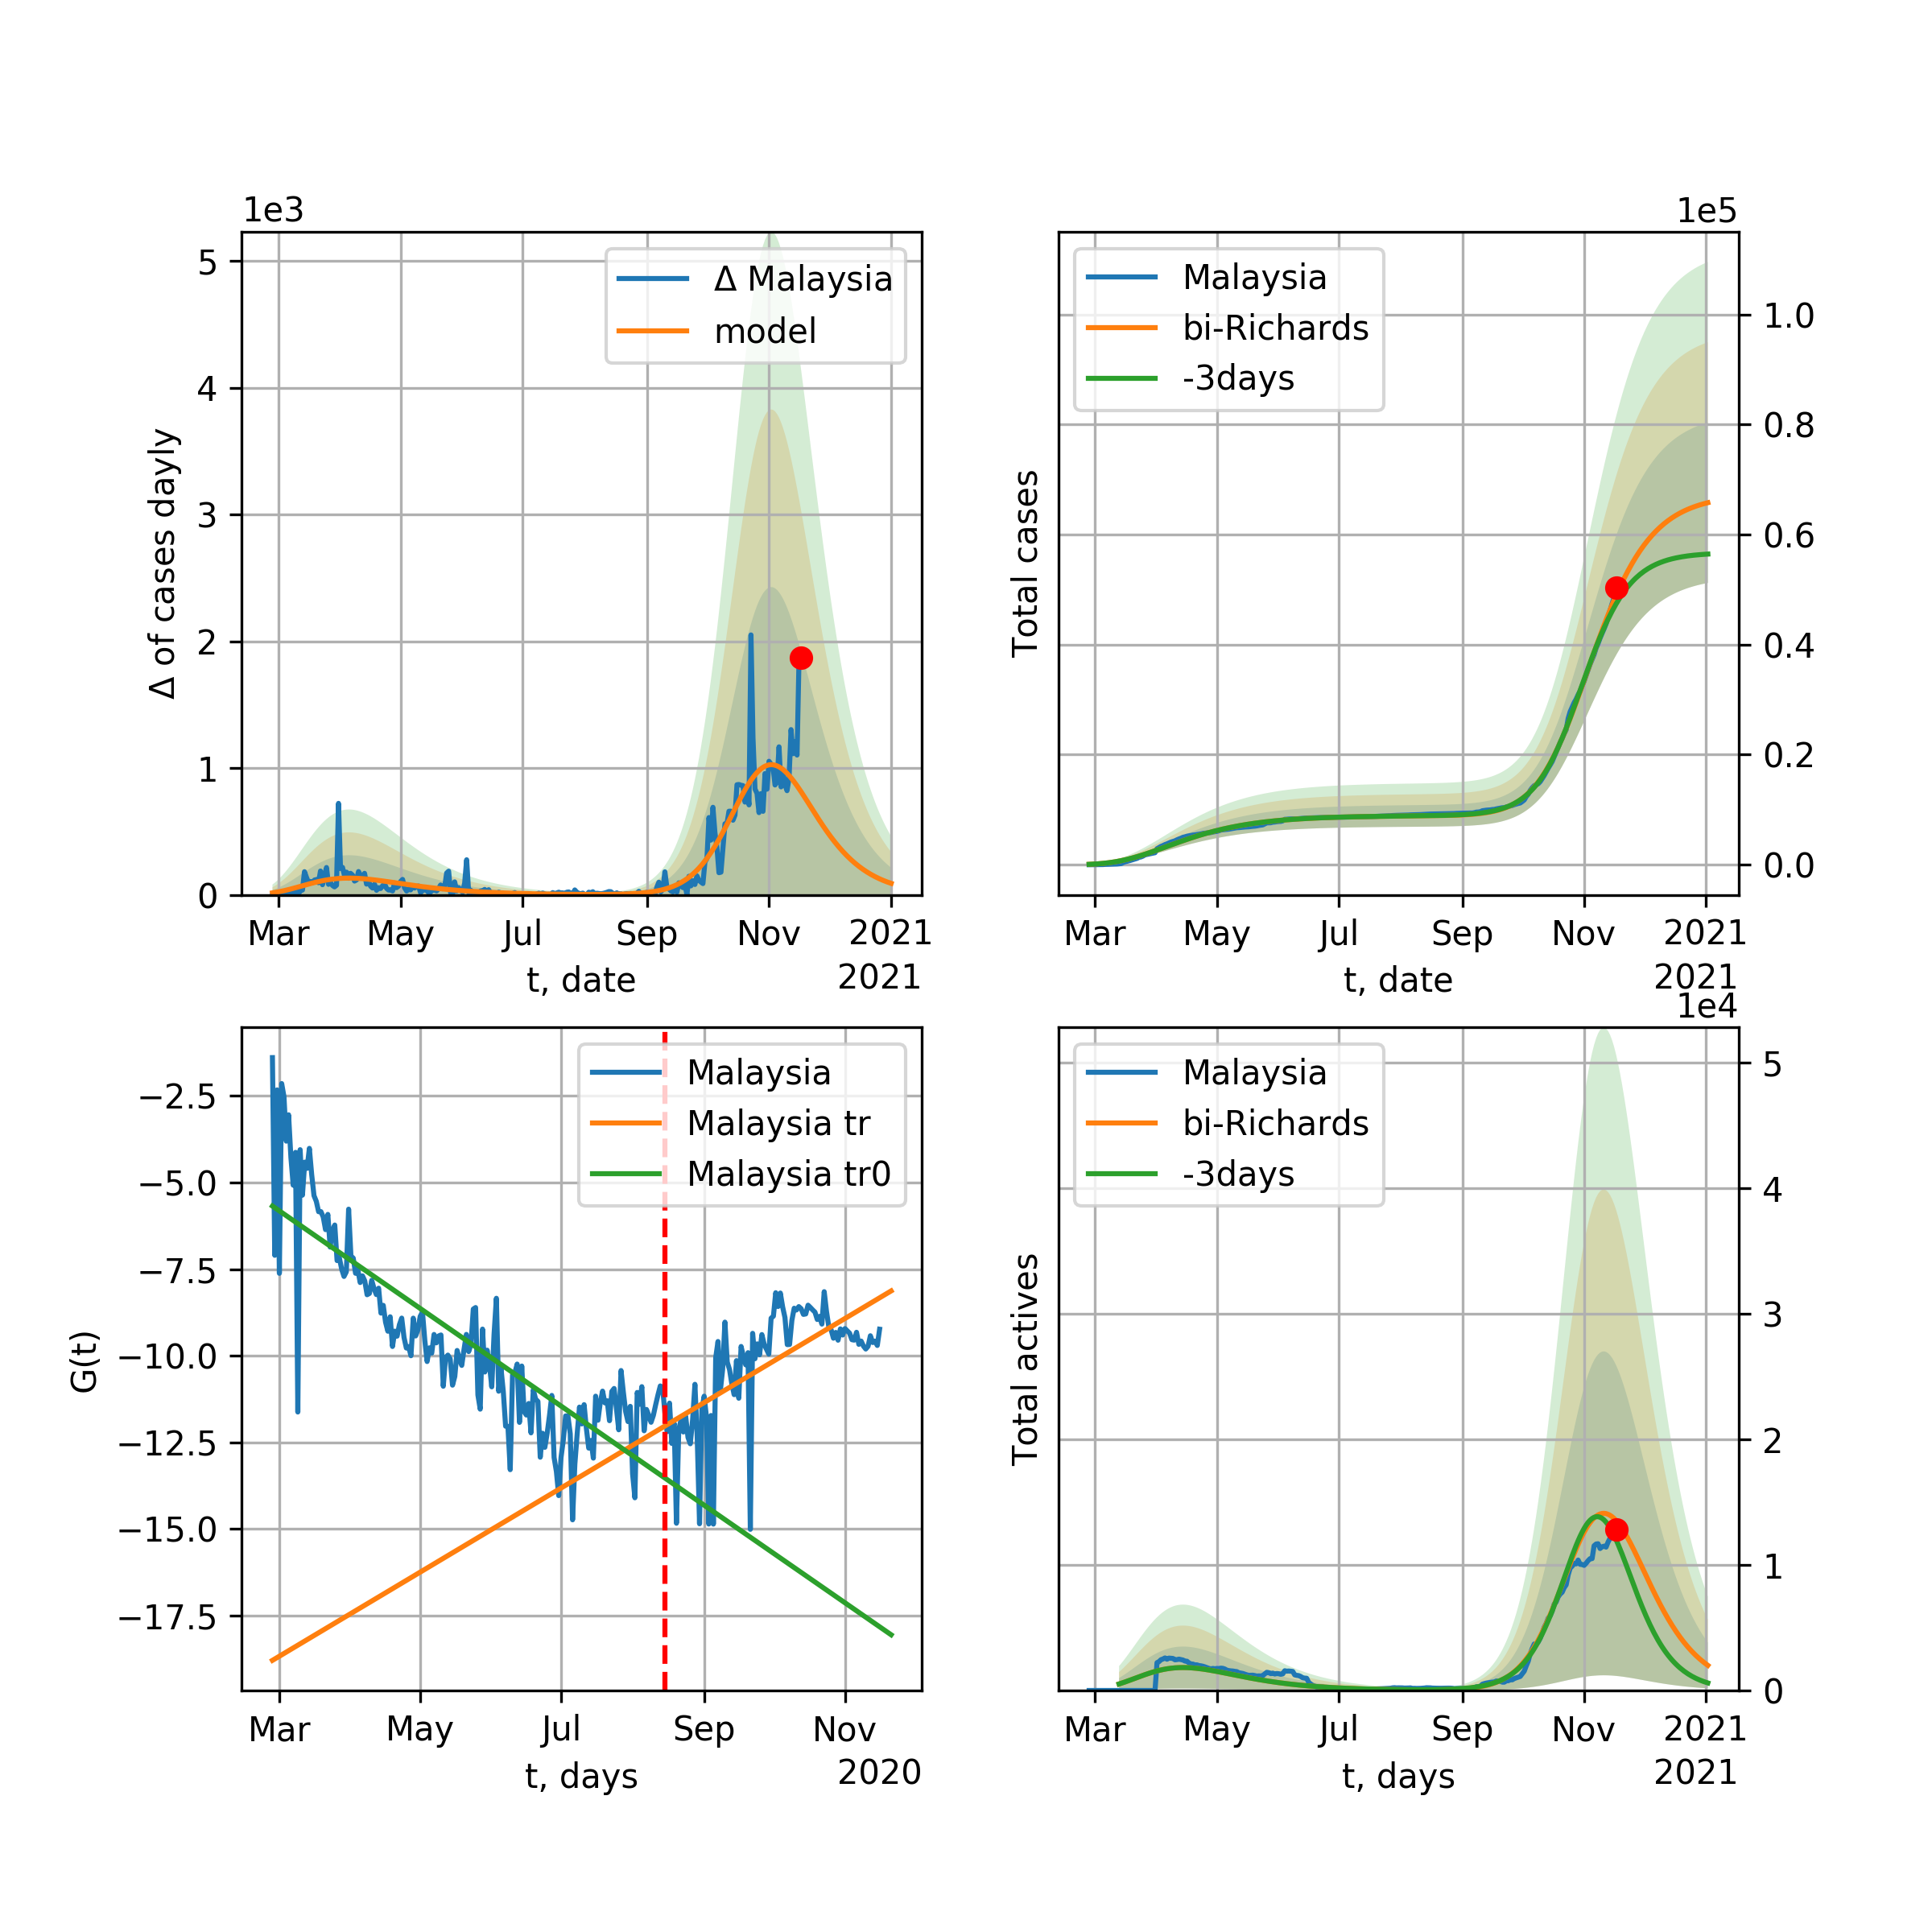 1e3
5
4
3
2
1
0
Δ of cases dayly
Δ Malaysia
model
Mar May Jul Sep Nov 2021
t, date
2021
1e5
Malaysia
bi-Richards
-3days
Total cases
1.0
0.8
0.6
0.4
0.2
0.0
Mar May Jul Sep Nov 2021
t, date
2021
−2.5
−5.0
−7.5
−10.0
−12.5
−15.0
−17.5
G(t)
Malaysia
Malaysia tr
Malaysia tr0
Mar May Jul Sep Nov
t, days
2020
1e4
Malaysia
bi-Richards
-3days
Total actives
5
4
3
2
1
0
Mar May Jul Sep Nov 2021
t, days
2021